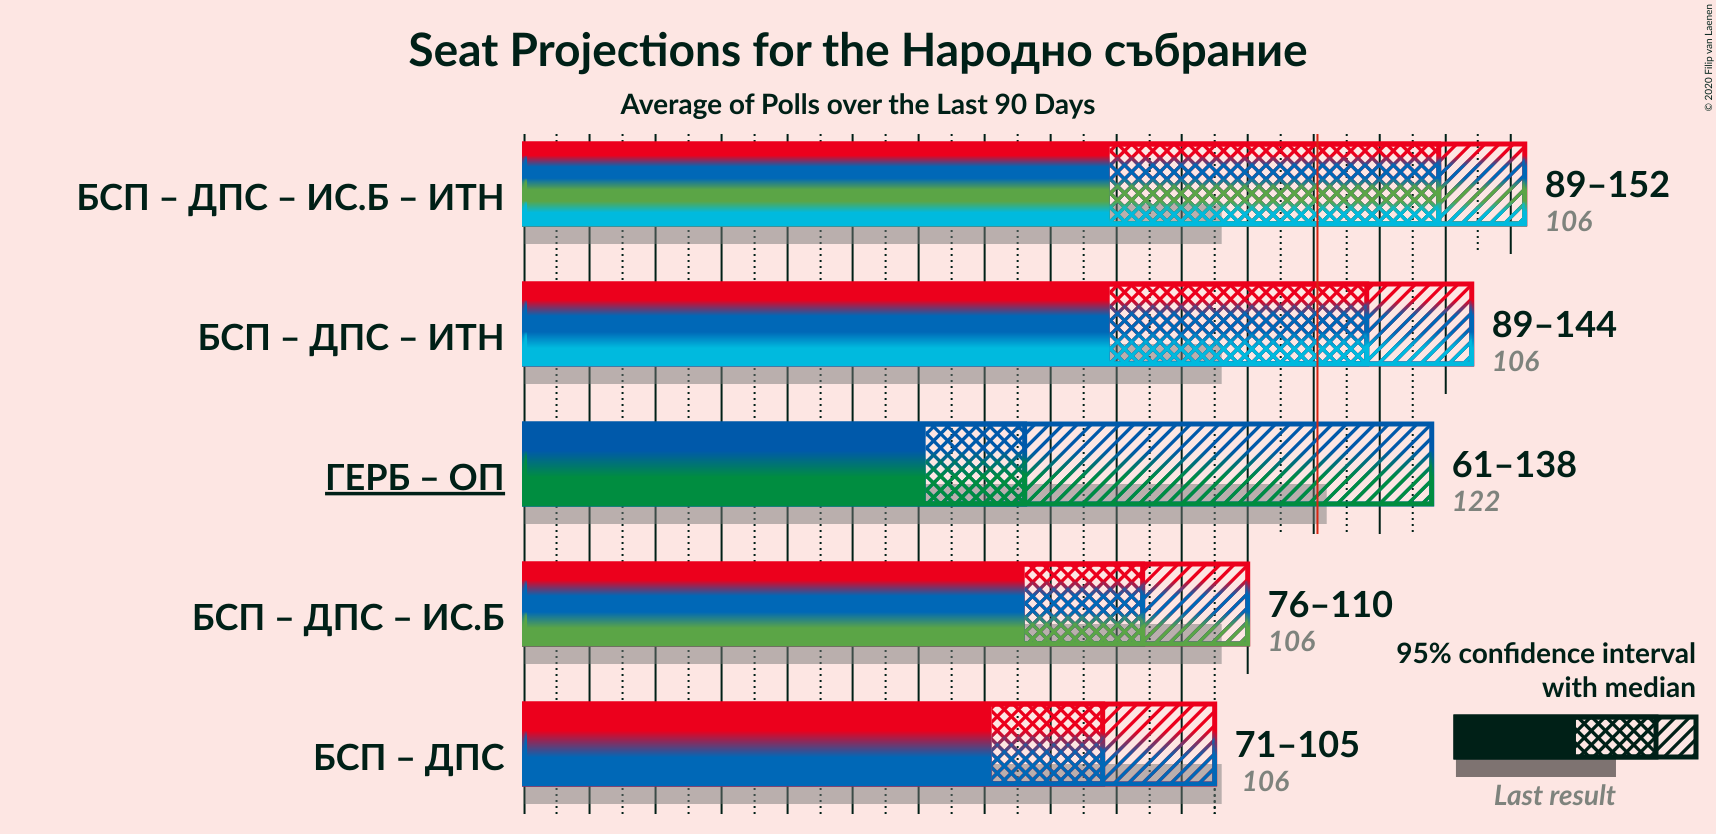 Seat Projections for the Народно събрание
Average of Polls over the Last 90 Days
© 2020 Filip van Laenen
БСП – ДПС – ИС.Б – ИТН
89–152
106
БСП – ДПС – ИТН
89–144
106
ГЕРБ – ОП
61–138
122
БСП – ДПС – ИС.Б
76–110
106
БСП – ДПС
71–105
106
95% confidence interval
with median
Last result